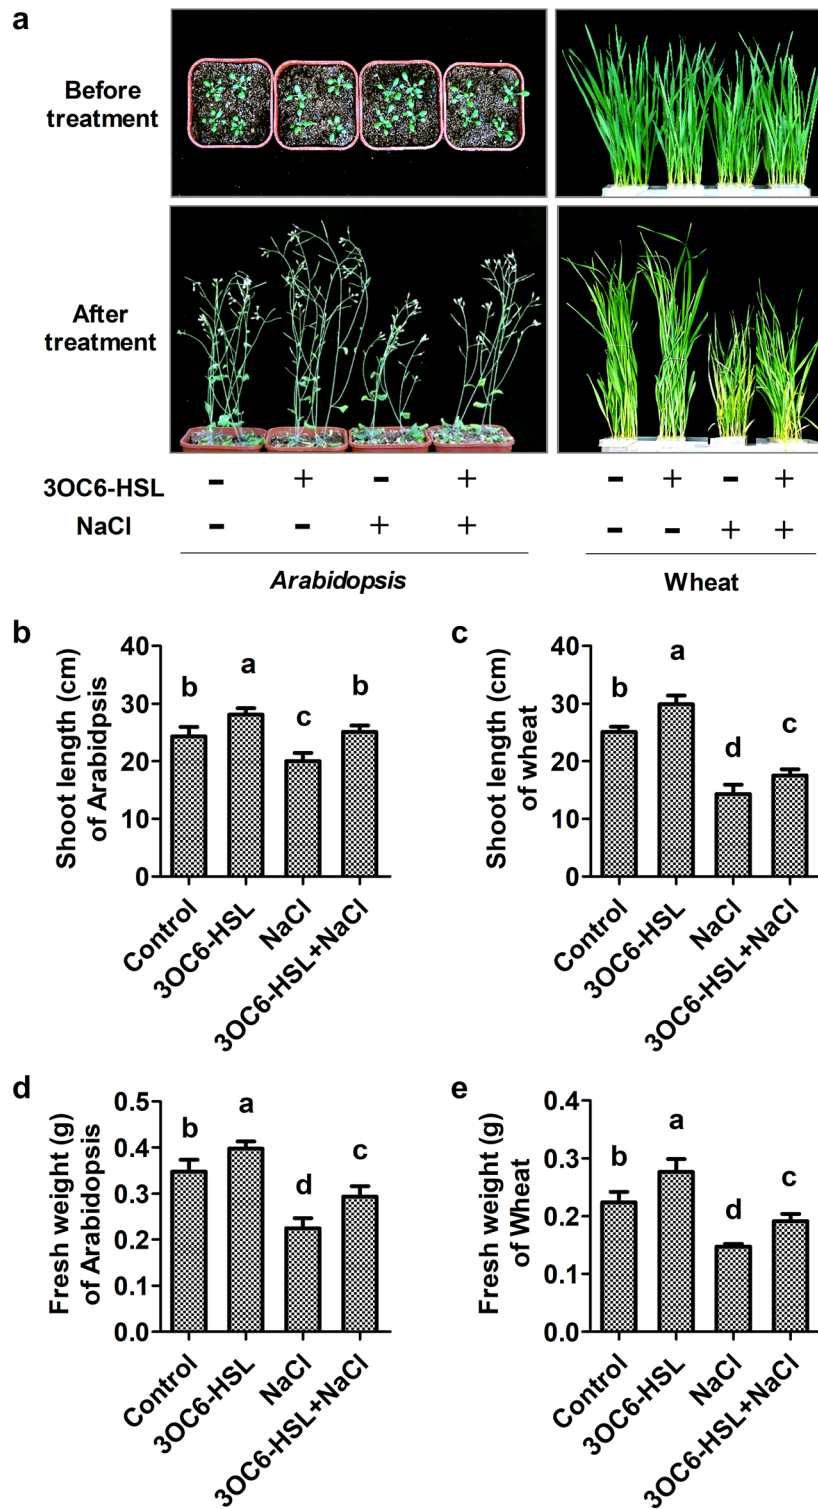 a
Before
treatment
After
treatment
3OC6-HSL - + - + - + - +
NaCl - - + + - - + +
Arabidopsis Wheat
b
Shoot length (cm)
of Arabidpsis
40
30
20
10
0
b a c b
Control 3OC6-HSL NaCl 3OC6-HSL+NaCl
c
Shoot length (cm)
of wheat
40
30
20
10
0
b a d c
Control 3OC6-HSL NaCl 3OC6-HSL+NaCl
d
Fresh weight (g)
of Arabidopsis
0.5
0.4
0.3
0.2
0.1
0.0
b a d c
Control 3OC6-HSL NaCl 3OC6-HSL+NaCl
e
Fresh weight (g)
of Wheat
0.4
0.3
0.2
0.1
0.0
b a d c
Control 3OC6-HSL NaCl 3OC6-HSL+NaCl